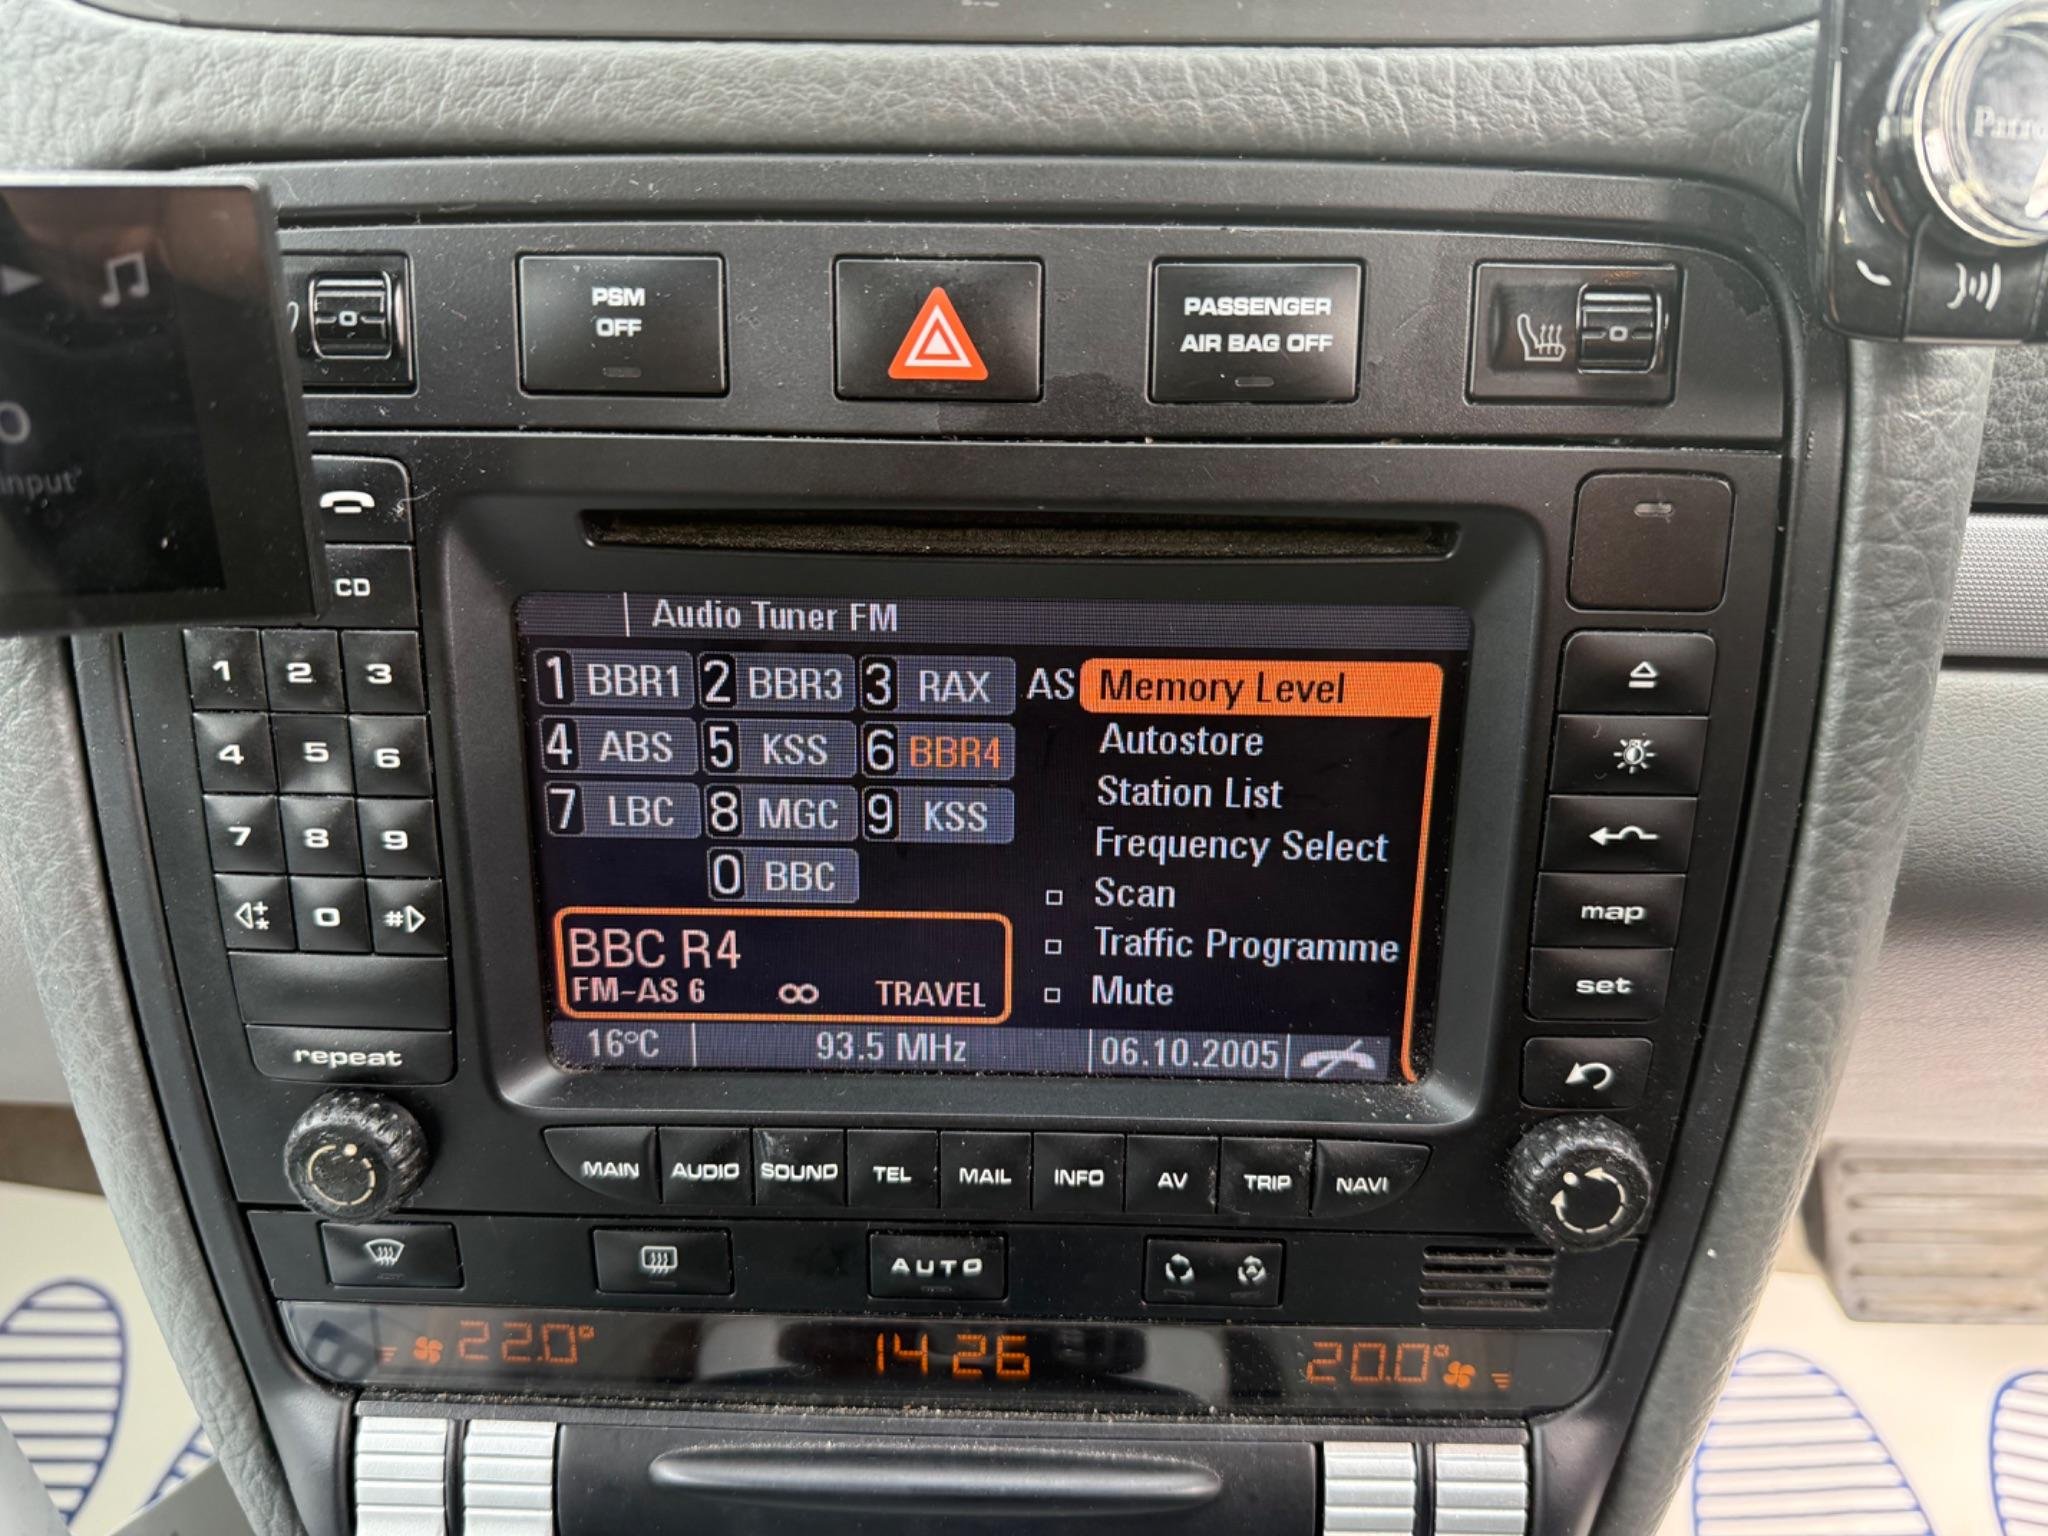 PSM
OFF
PASSENGER
AIR BAG OFF
input
CD
1 2 3
4 5 6
7 8 9
* 0 #
repeat
Audio Tuner FM
1 BBR1 2 BBR3 3 RAX AS Memory Level
4 ABS 5 KSS 6 BBR4 Autostore
7 LBC 8 MGC 9 KSS Station List
0 BBC Frequency Select
Scan
Traffic Programme
Mute
BBC R4
FM-AS 6 ∞ TRAVEL
16°C 93.5 MHz 06.10.2005
map
set
MAIN AUDIO SOUND TEL MAIL INFO AV TRIP NAVI
AUTO
22.0° 14 26 20.0°